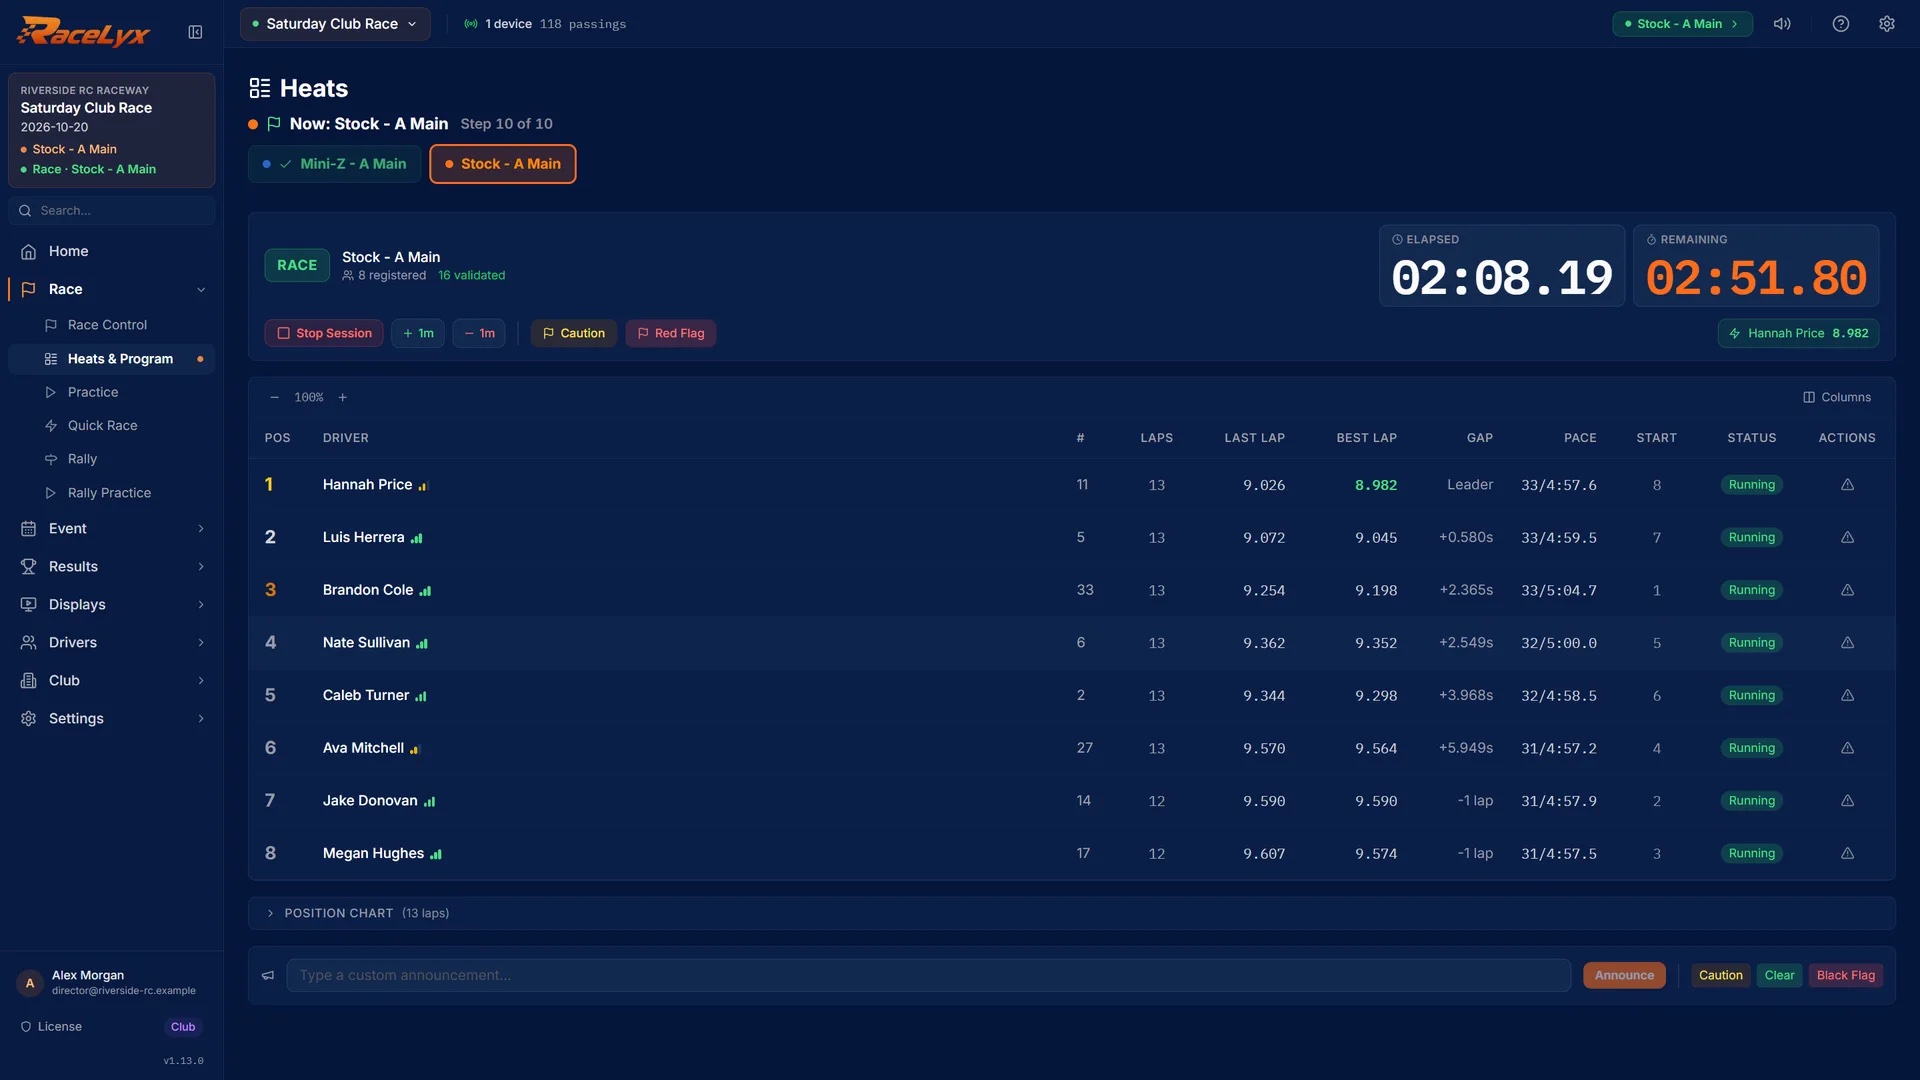 RaceLyx
RIVERSIDE RC RACEWAY
Saturday Club Race
2026-10-20
Stock - A Main
Race · Stock - A Main
Search...
Home
Race
Race Control
Heats & Program
Practice
Quick Race
Rally
Rally Practice
Event
Results
Displays
Drivers
Club
Settings
A
Alex Morgan
director@riverside-rc.example
License Club
v1.13.0
Saturday Club Race 1 device 118 passings Stock - A Main
Heats
Now: Stock - A Main Step 10 of 10
Mini-Z - A Main Stock - A Main
RACE
Stock - A Main
8 registered 16 validated
ELAPSED
02:08.19
REMAINING
02:51.80
Stop Session + 1m − 1m Caution Red Flag Hannah Price 8.982
− 100% + Columns
POS DRIVER # LAPS LAST LAP BEST LAP GAP PACE START STATUS ACTIONS
1 Hannah Price 11 13 9.026 8.982 Leader 33/4:57.6 8 Running
2 Luis Herrera 5 13 9.072 9.045 +0.580s 33/4:59.5 7 Running
3 Brandon Cole 33 13 9.254 9.198 +2.365s 33/5:04.7 1 Running
4 Nate Sullivan 6 13 9.362 9.352 +2.549s 32/5:00.0 5 Running
5 Caleb Turner 2 13 9.344 9.298 +3.968s 32/4:58.5 6 Running
6 Ava Mitchell 27 13 9.570 9.564 +5.949s 31/4:57.2 4 Running
7 Jake Donovan 14 12 9.590 9.590 -1 lap 31/4:57.9 2 Running
8 Megan Hughes 17 12 9.607 9.574 -1 lap 31/4:57.5 3 Running
POSITION CHART (13 laps)
Type a custom announcement... Announce Caution Clear Black Flag